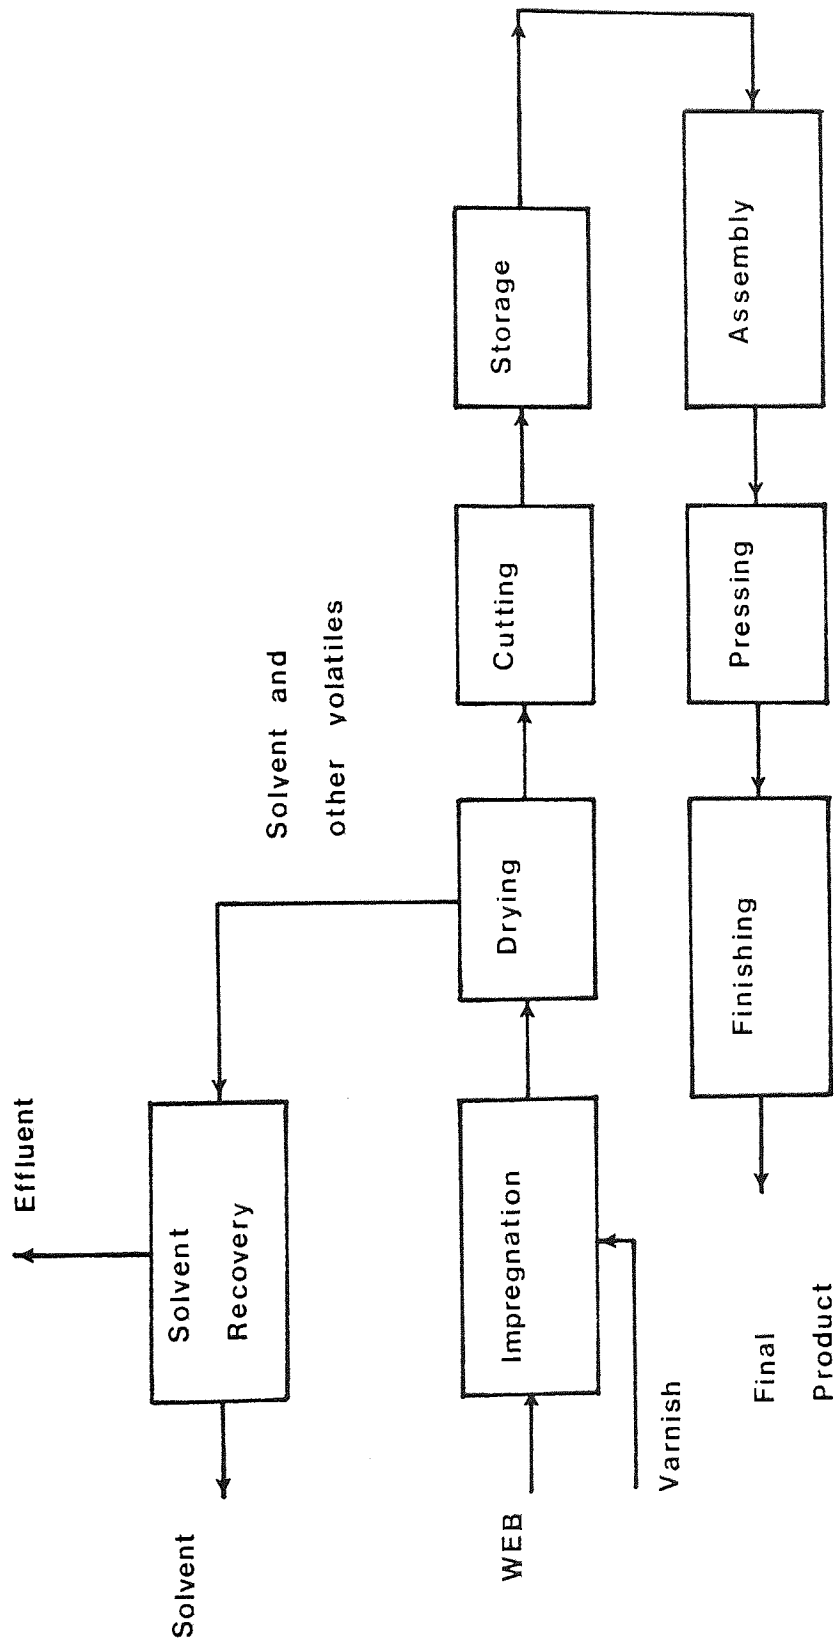 Effluent
Solvent
Solvent
Recovery
Solvent and
other volatiles
WEB
Impregnation
Drying
Cutting
Storage
Varnish
Final
Product
Finishing
Pressing
Assembly